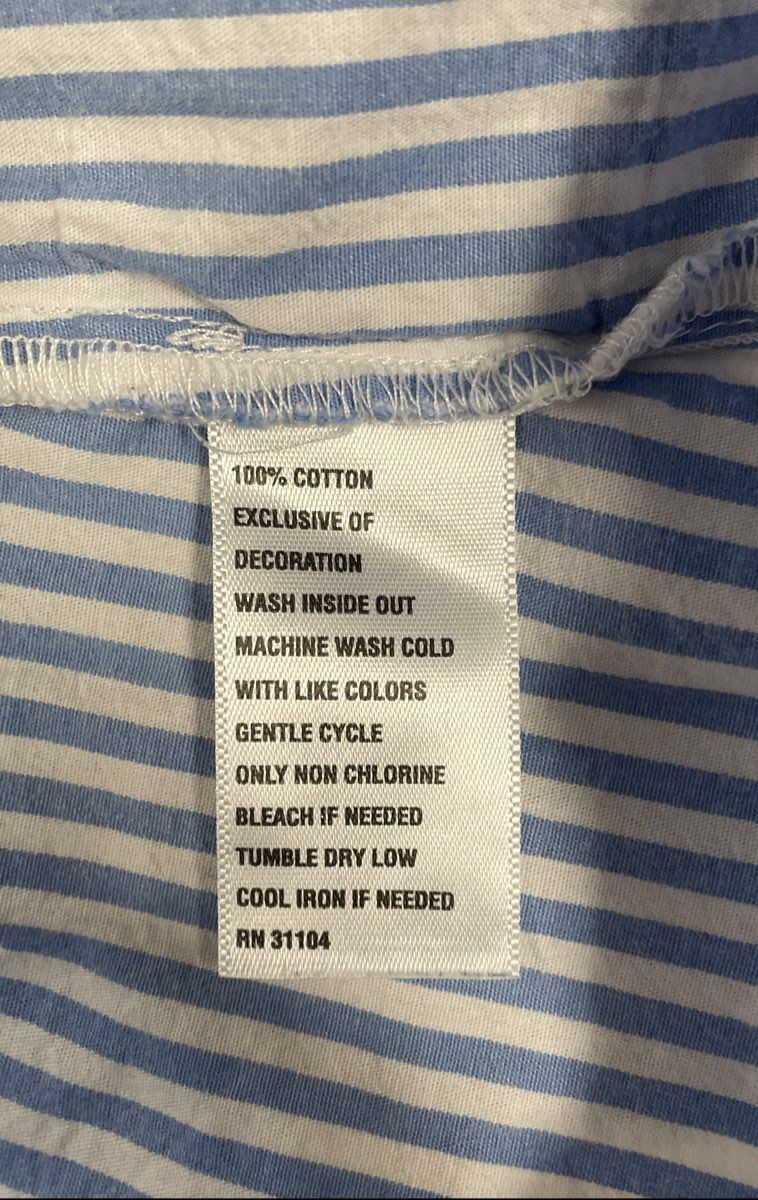 100% COTTON
EXCLUSIVE OF
DECORATION
WASH INSIDE OUT
MACHINE WASH COLD
WITH LIKE COLORS
GENTLE CYCLE
ONLY NON CHLORINE
BLEACH IF NEEDED
TUMBLE DRY LOW
COOL IRON IF NEEDED
RN 31104